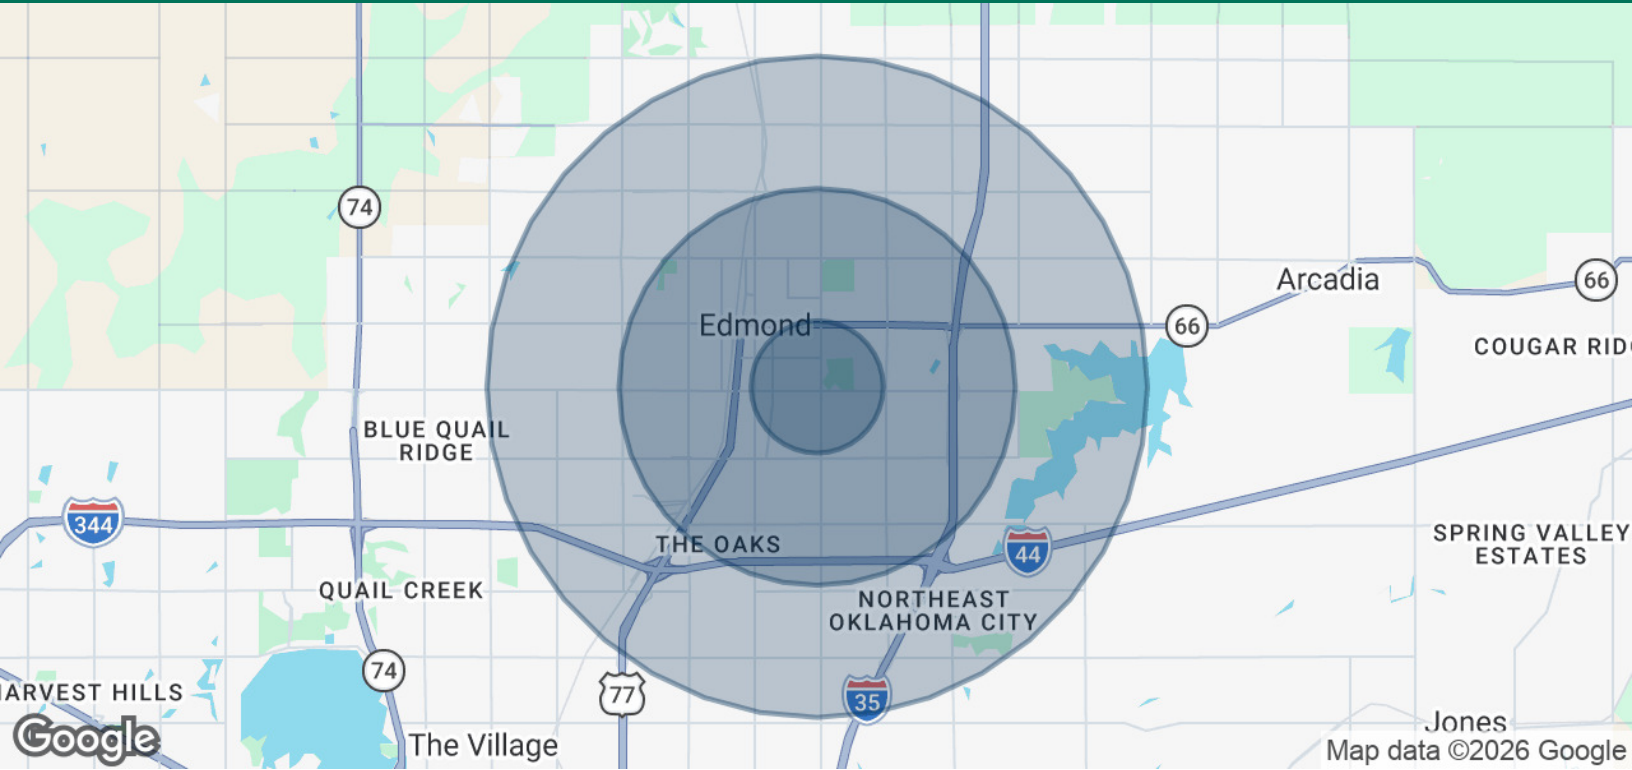 74
Arcadia
66
Edmond
66
COUGAR RID
BLUE QUAIL
RIDGE
344
THE OAKS
44
SPRING VALLEY
ESTATES
QUAIL CREEK
NORTHEAST
OKLAHOMA CITY
74
HARVEST HILLS
77
35
Google
The Village
Jones
Map data ©2026 Google